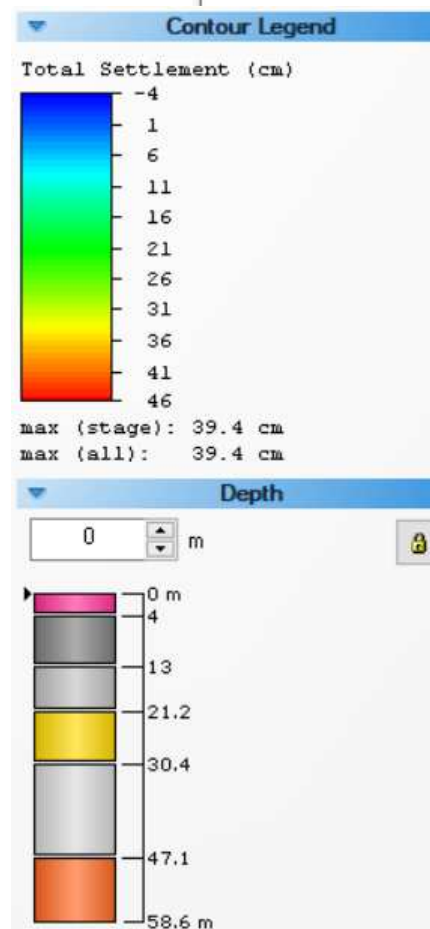 Contour Legend
Total Settlement (cm)
-4
1
6
11
16
21
26
31
36
41
46
max (stage): 39.4 cm
max (all): 39.4 cm
Depth
0 m
0 m
4
13
21.2
30.4
47.1
58.6 m